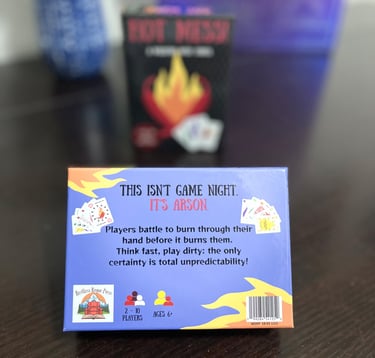 HOT MESS!
THIS ISN'T GAME NIGHT.
IT'S ARSON.
Players battle to burn through their
hand before it burns them.
Think fast, play dirty: the only
certainty is total unpredictability!
2 - 10
PLAYERS
AGES 6+